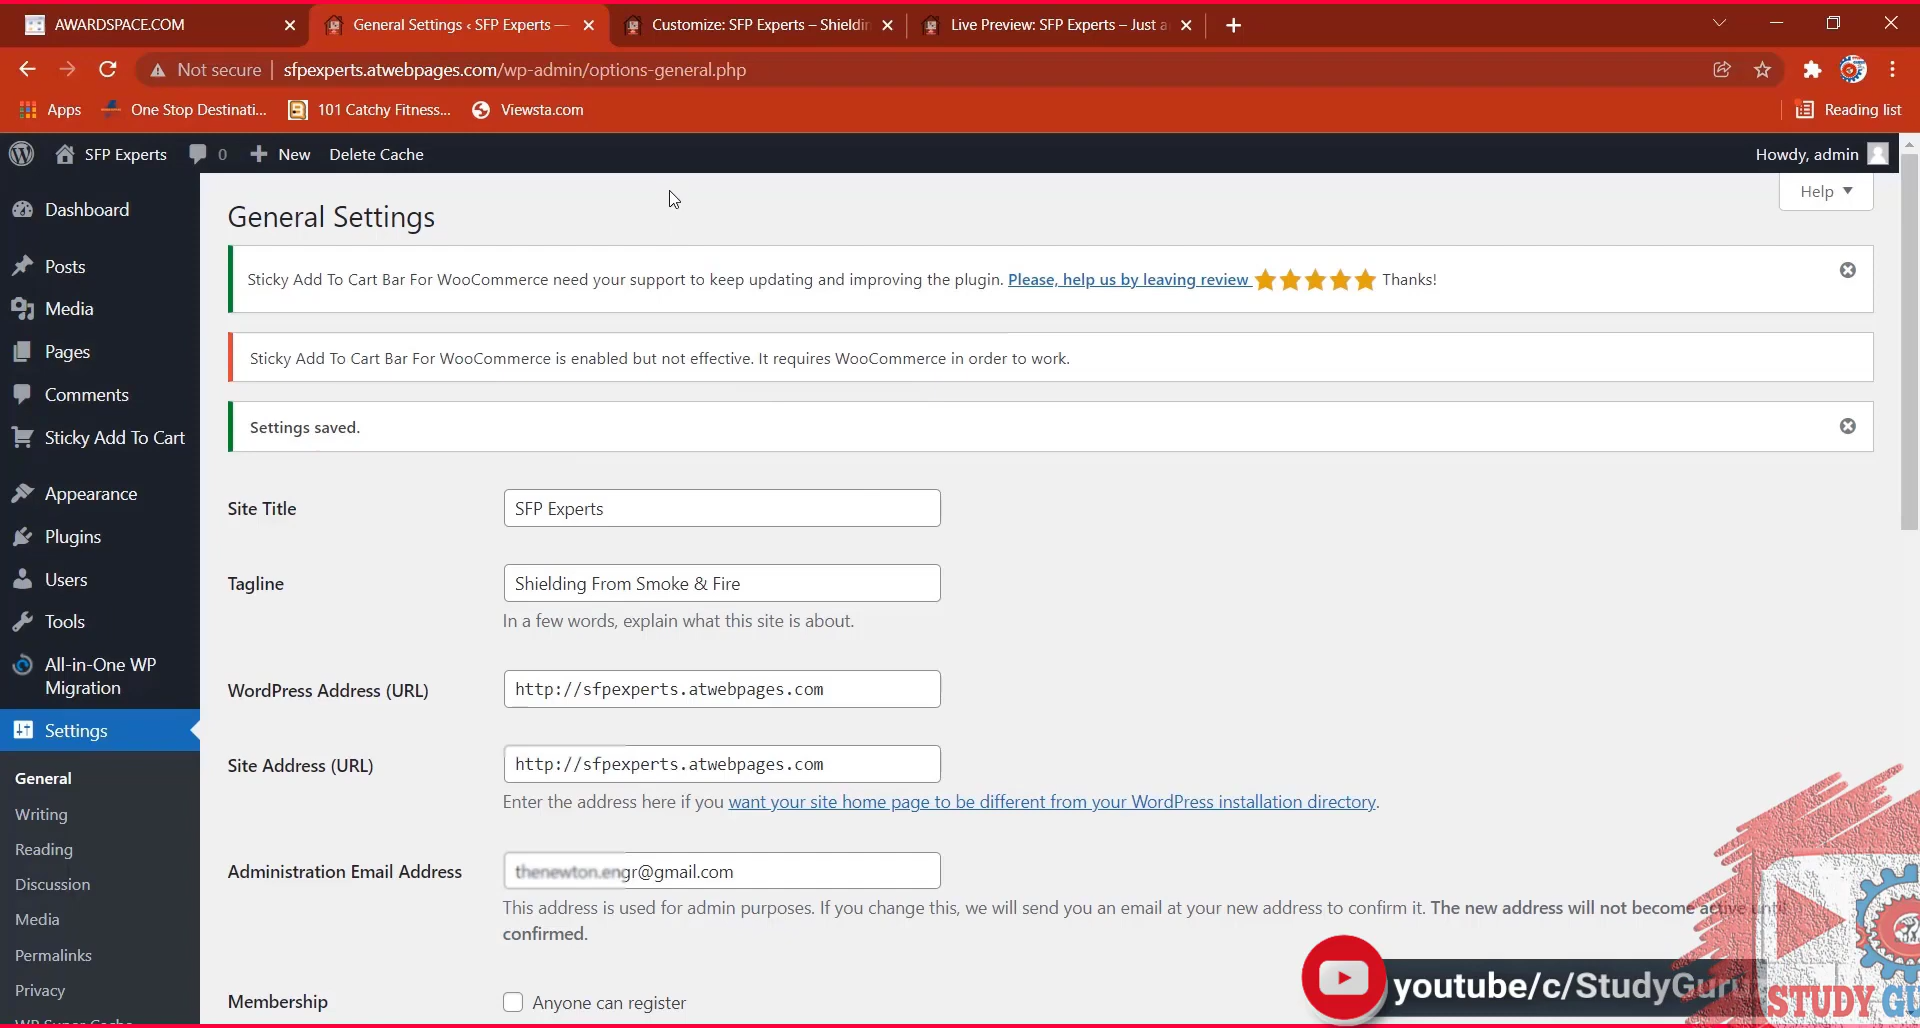 AWARDSPACE.COM
General Settings ‹ SFP Experts —
Customize: SFP Experts – Shieldin
Live Preview: SFP Experts – Just a
Not secure
sfpexperts.atwebpages.com/wp-admin/options-general.php
Apps
One Stop Destinati...
101 Catchy Fitness...
Viewsta.com
Reading list
SFP Experts
0
New
Delete Cache
Howdy, admin
Dashboard
Posts
Media
Pages
Comments
Sticky Add To Cart
Appearance
Plugins
Users
Tools
All-in-One WP
Migration
Settings
General
Writing
Reading
Discussion
Media
Permalinks
Privacy
WP Super Cache
Help
General Settings
Sticky Add To Cart Bar For WooCommerce need your support to keep updating and improving the plugin. Please, help us by leaving review Thanks!
Sticky Add To Cart Bar For WooCommerce is enabled but not effective. It requires WooCommerce in order to work.
Settings saved.
Site Title
SFP Experts
Tagline
Shielding From Smoke & Fire
In a few words, explain what this site is about.
WordPress Address (URL)
http://sfpexperts.atwebpages.com
Site Address (URL)
http://sfpexperts.atwebpages.com
Enter the address here if you want your site home page to be different from your WordPress installation directory.
Administration Email Address
gr@gmail.com
This address is used for admin purposes. If you change this, we will send you an email at your new address to confirm it. The new address will not become active until
confirmed.
Membership
Anyone can register
youtube/c/StudyGur
STUDY GU